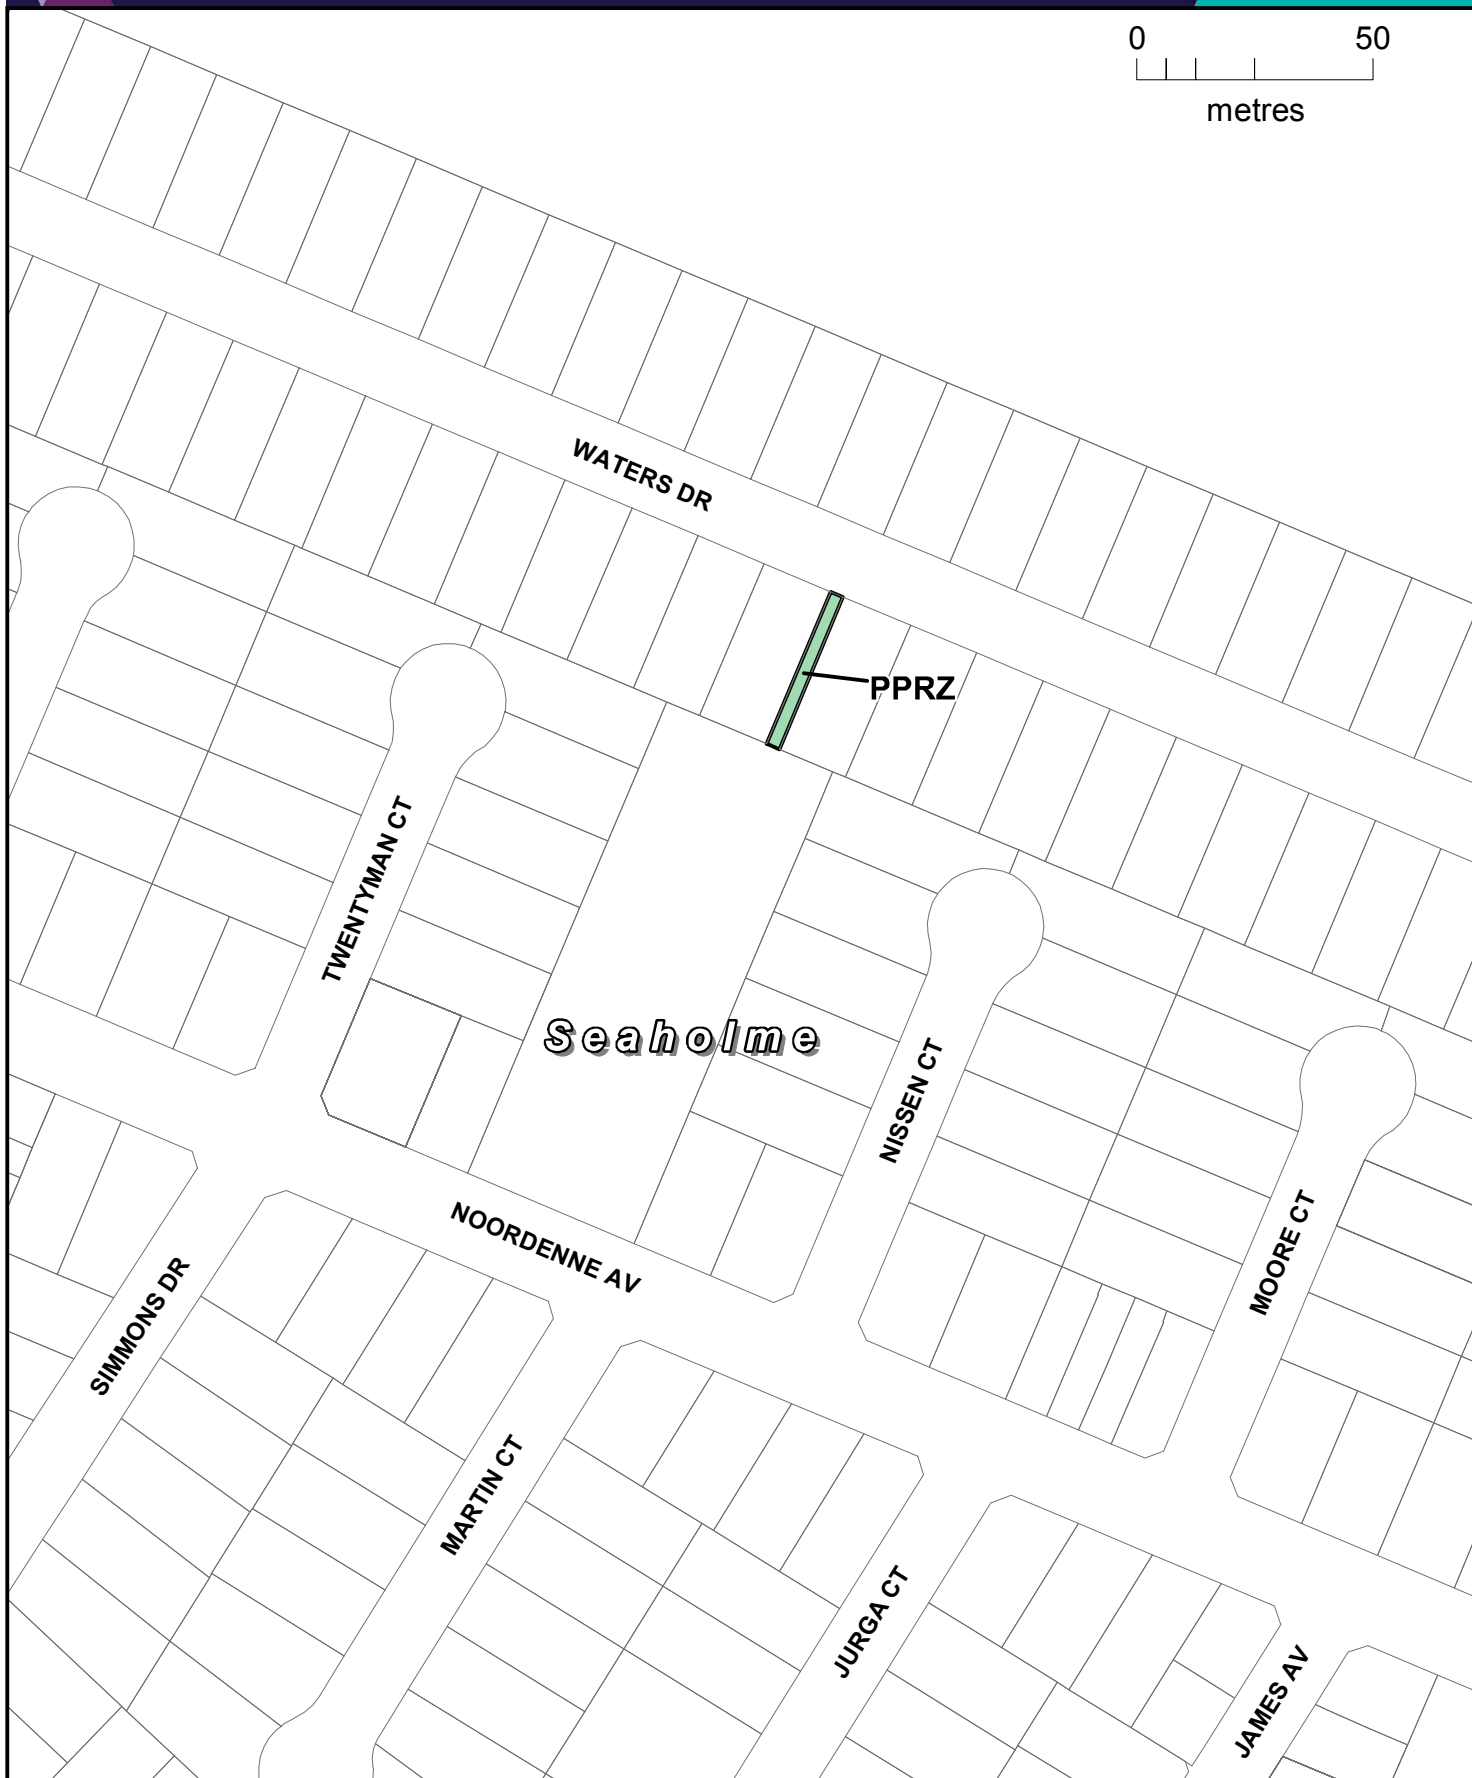 0 50
metres
WATERS DR
PPRZ
TWENTYMAN CT
Seaholme
NISSEN CT
MOORE CT
NOORDENNE AV
SIMMONS DR
MARTIN CT
JURGA CT
JAMES AV